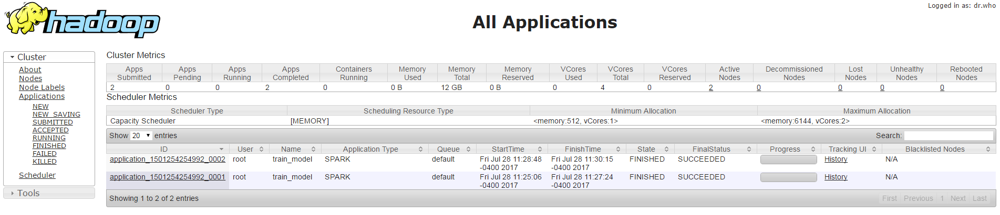 Logged in as: dr.who
hadoop
All Applications
Cluster
About
Nodes
Node Labels
Applications
NEW
NEW_SAVING
SUBMITTED
ACCEPTED
RUNNING
FINISHED
FAILED
KILLED
Scheduler
Tools
Cluster Metrics
Apps Submitted Apps Pending Apps Running Apps Completed Containers Running Memory Used Memory Total Memory Reserved VCores Used VCores Total VCores Reserved Active Nodes Decommissioned Nodes Lost Nodes Unhealthy Nodes Rebooted Nodes
2 0 0 2 0 0 B 12 GB 0 B 0 4 0 2 0 0 0 0
Scheduler Metrics
Scheduler Type Scheduling Resource Type Minimum Allocation Maximum Allocation
Capacity Scheduler [MEMORY] <memory:512, vCores:1> <memory:6144, vCores:2>
Show 20 entries Search:
ID User Name Application Type Queue StartTime FinishTime State FinalStatus Progress Tracking UI Blacklisted Nodes
application_1501254254992_0002 root train_model SPARK default Fri Jul 28 11:28:48 -0400 2017 Fri Jul 28 11:30:15 -0400 2017 FINISHED SUCCEEDED History N/A
application_1501254254992_0001 root train_model SPARK default Fri Jul 28 11:25:06 -0400 2017 Fri Jul 28 11:27:24 -0400 2017 FINISHED SUCCEEDED History N/A
Showing 1 to 2 of 2 entries First Previous 1 Next Last